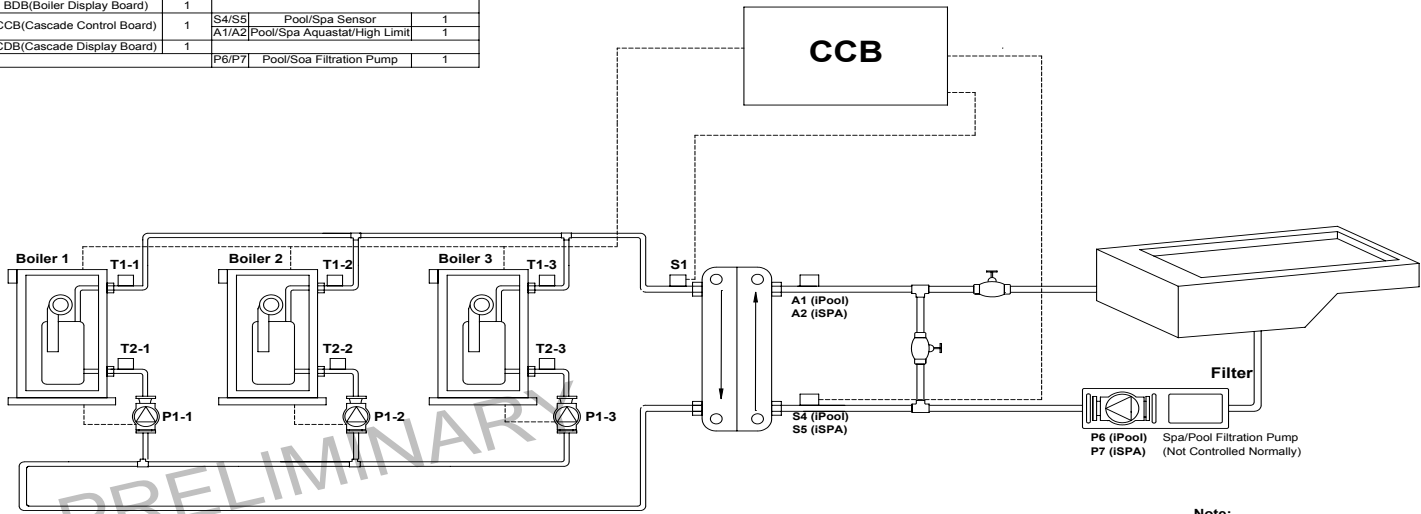 BDB(Boiler Display Board) 1
CCB(Cascade Control Board) 1 S4/S5 Pool/Spa Sensor 1
A1/A2 Pool/Spa Aquastat/High Limit 1
CDB(Cascade Display Board) 1
P6/P7 Pool/Soa Filtration Pump 1
CCB
Boiler 1
T1-1
Boiler 2
T1-2
Boiler 3
T1-3
S1
A1 (iPool)
A2 (iSPA)
T2-1
T2-2
T2-3
P1-1
P1-2
P1-3
S4 (iPool)
S5 (iSPA)
Filter
P6 (iPool) Spa/Pool Filtration Pump
P7 (iSPA) (Not Controlled Normally)
PRELIMINARY
Note: